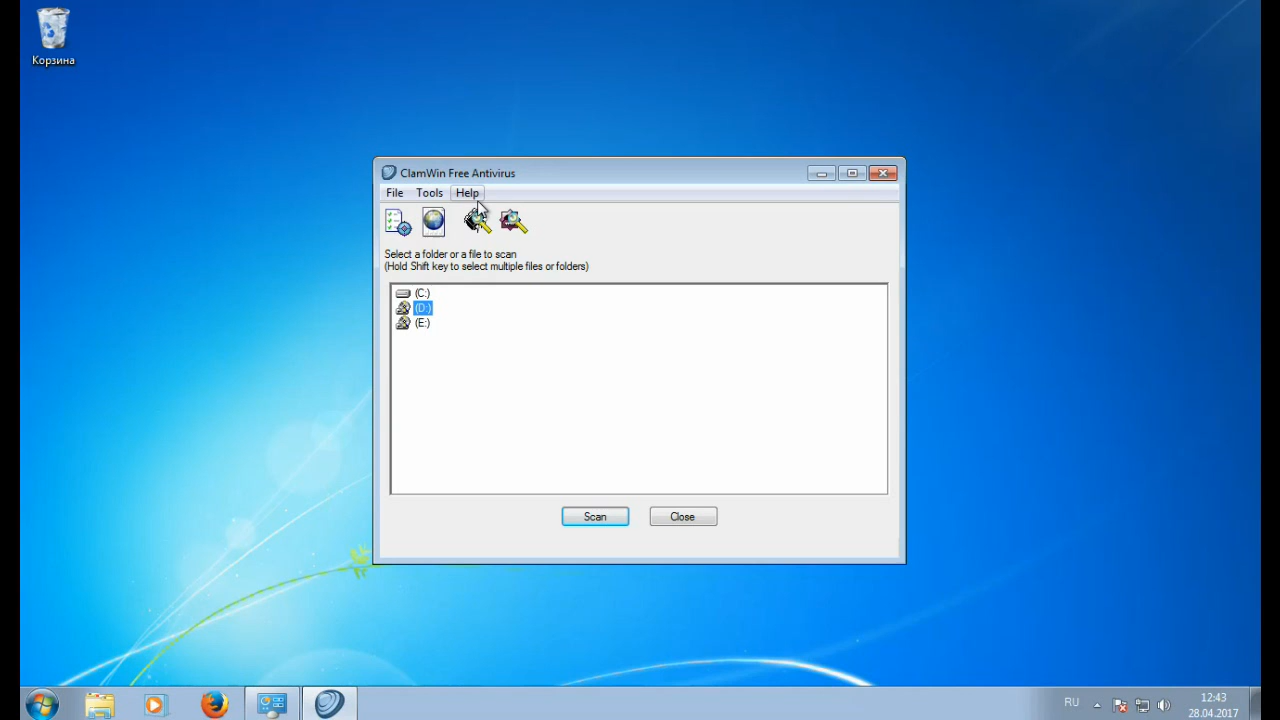 Корзина
ClamWin Free Antivirus
File Tools Help
Select a folder or a file to scan
(Hold Shift key to select multiple files or folders)
(C:)
(D:)
(E:)
Scan Close
RU 12:43
28.04.2017